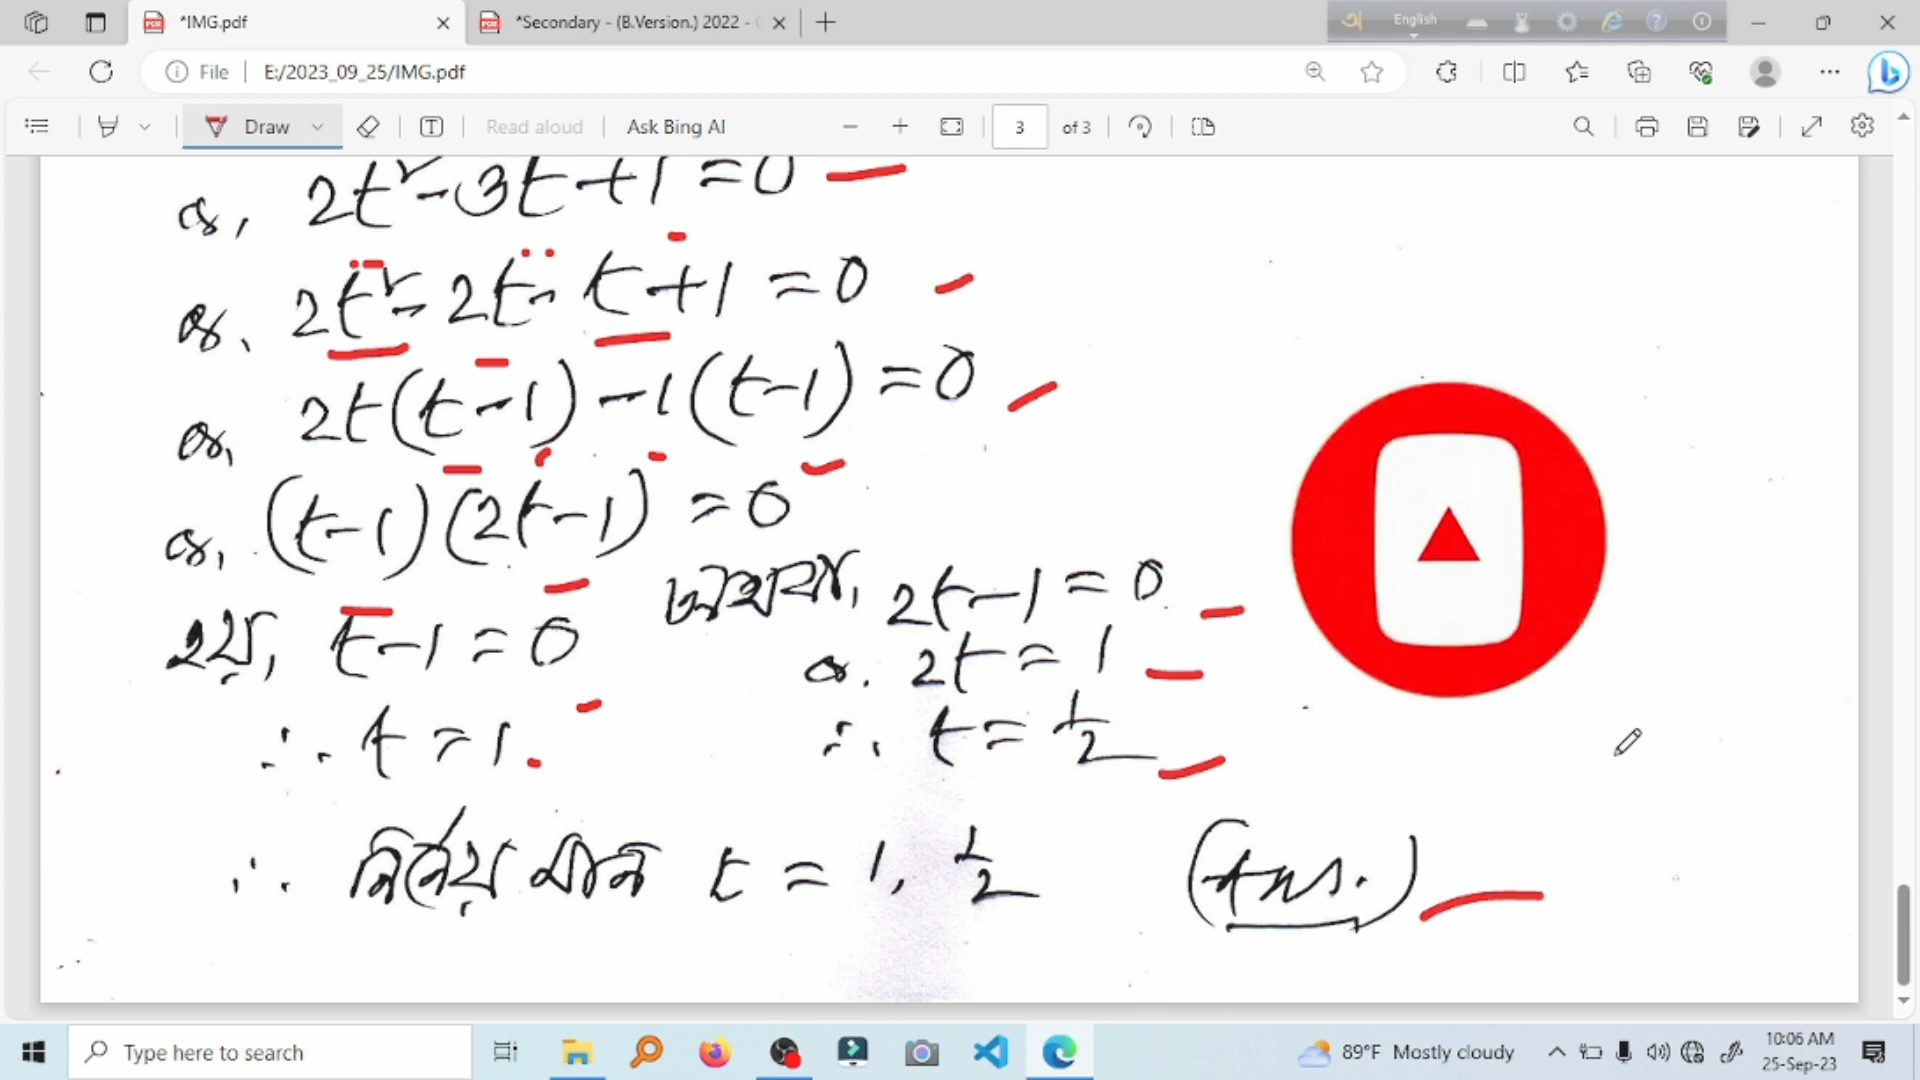 *IMG.pdf
*Secondary - (B.Version.) 2022 -
English
File E:/2023_09_25/IMG.pdf
Draw Read aloud Ask Bing AI 3 of 3
বা, 2t² - 3t + 1 = 0
বা, 2t² - 2t - t + 1 = 0
বা, 2t(t-1) - 1(t-1) = 0
বা, (t-1)(2t-1) = 0
হয়, t-1 = 0
অথবা, 2t-1 = 0
বা, 2t = 1
∴ t = 1
∴ t = 1/2
∴ নির্ণেয় মান t = 1, 1/2 (Ans.)
Type here to search
89°F Mostly cloudy
10:06 AM
25-Sep-23